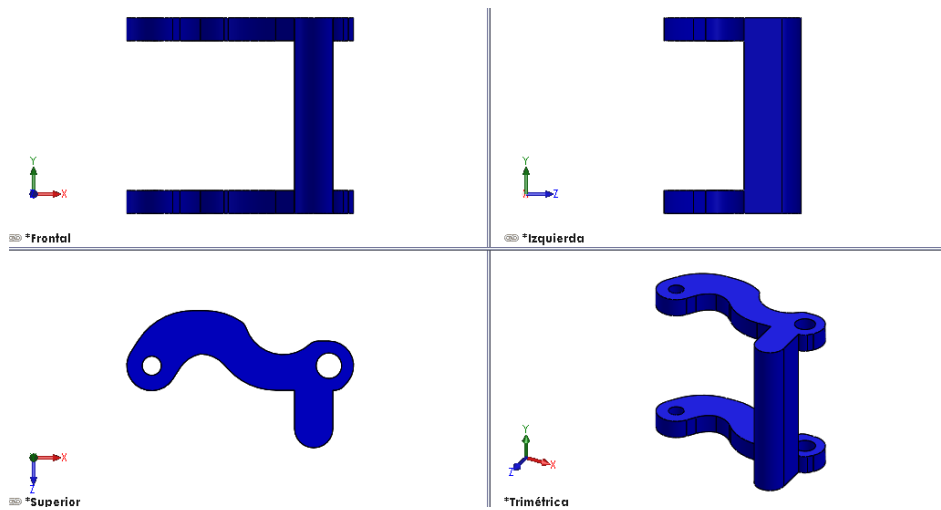 Y
X
*Frontal
Y
X
Z
*Izquierda
X
Z
*Superior
Y
X
Z
*Trimétrica